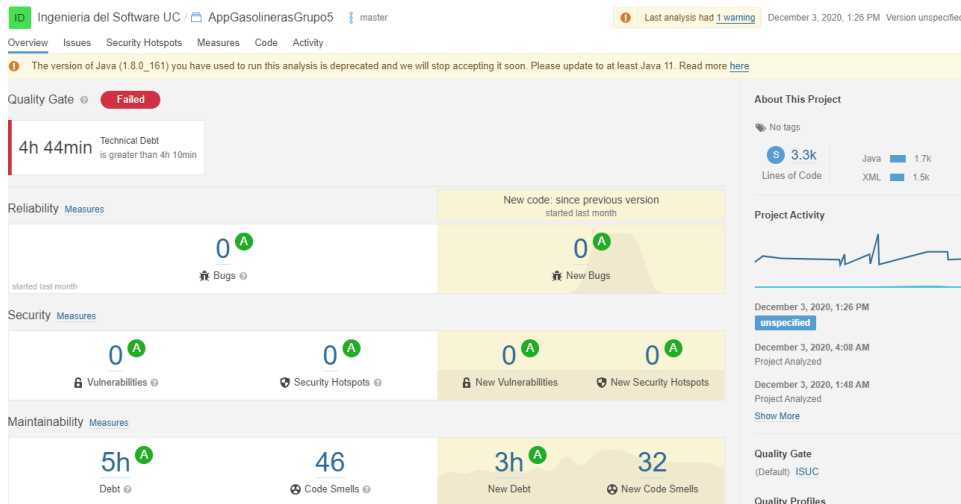 ID Ingenieria del Software UC / AppGasolinerasGrupo5 master
Last analysis had 1 warning December 3, 2020, 1:26 PM Version unspecified
Overview Issues Security Hotspots Measures Code Activity
The version of Java (1.8.0_161) you have used to run this analysis is deprecated and we will stop accepting it soon. Please update to at least Java 11. Read more here
Quality Gate ? Failed
4h 44min Technical Debt
is greater than 4h 10min
Reliability Measures
New code: since previous version
started last month
0 A
Bugs ?
started last month
0 A
New Bugs
Security Measures
0 A
Vulnerabilities ?
0 A
Security Hotspots ?
0 A
New Vulnerabilities
0 A
New Security Hotspots
Maintainability Measures
5h A
Debt ?
46
Code Smells ?
3h A
New Debt
32
New Code Smells
About This Project
No tags
S 3.3k
Lines of Code
Java 1.7k
XML 1.5k
Project Activity
December 3, 2020, 1:26 PM
unspecified
December 3, 2020, 4:08 AM
Project Analyzed
December 3, 2020, 1:48 AM
Project Analyzed
Show More
Quality Gate
(Default) ISUC
Quality Profiles